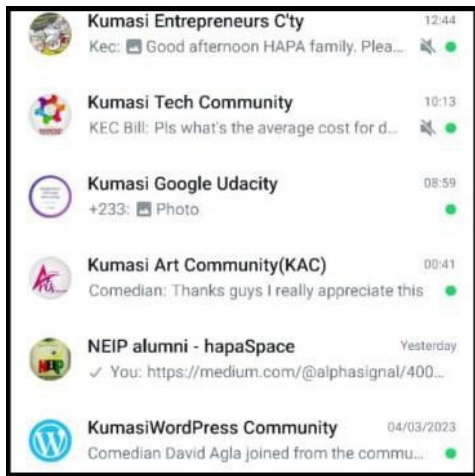 Kumasi Entrepreneurs C'ty 12:44
Kec: Good afternoon HAPA family. Plea...
Kumasi Tech Community 10:13
KEC Bill: Pls what's the average cost for d...
Kumasi Google Udacity 08:59
+233: Photo
Kumasi Art Community(KAC) 00:41
Comedian: Thanks guys I really appreciate this
NEIP alumni - hapaSpace Yesterday
You: https://medium.com/@alphasignal/400...
NEIP
KumasiWordPress Community 04/03/2023
Comedian David Agla joined from the commu...